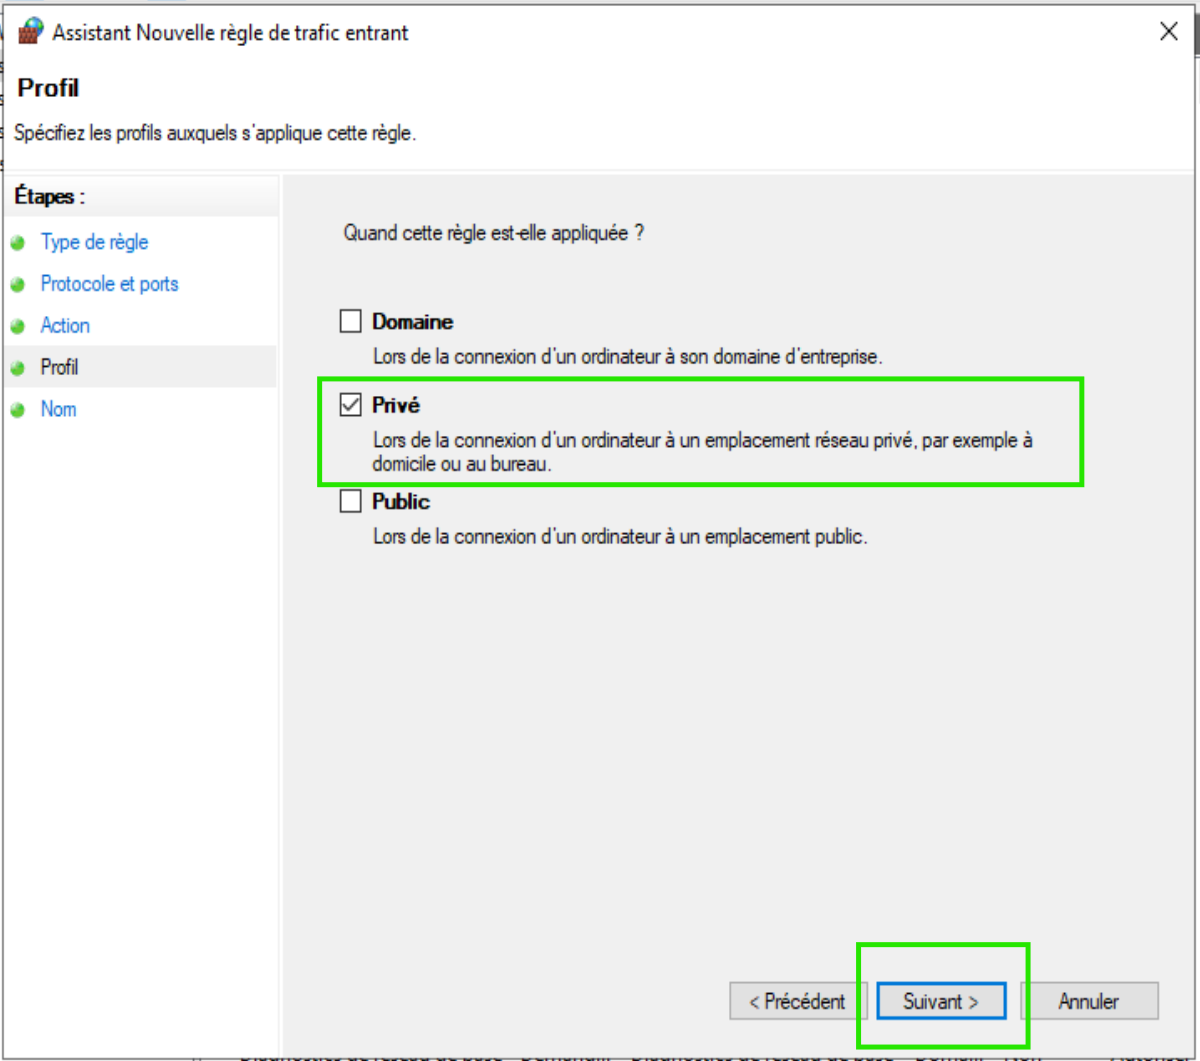 Assistant Nouvelle règle de trafic entrant
Profil
Spécifiez les profils auxquels s'applique cette règle.
Étapes :
Type de règle
Protocole et ports
Action
Profil
Nom
Quand cette règle est-elle appliquée ?
Domaine
Lors de la connexion d'un ordinateur à son domaine d'entreprise.
Privé
Lors de la connexion d'un ordinateur à un emplacement réseau privé, par exemple à
domicile ou au bureau.
Public
Lors de la connexion d'un ordinateur à un emplacement public.
< Précédent
Suivant >
Annuler